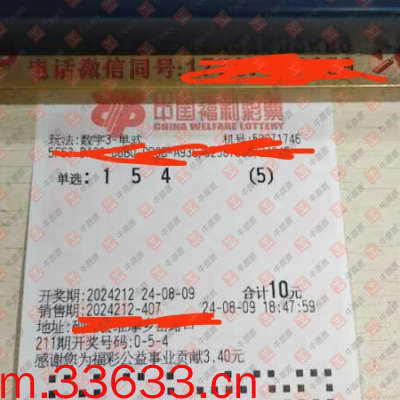 电话微信同号:1
中国福利彩票
CHINA WELFARE LOTTERY
玩法:数字3-单式 机号:53071746
单选: 1 5 4 (5)
开奖期:2024212 24-08-09 合计10元
销售期:2024212-407 24-08-09 18:47:59
地址:
211期开奖号码:0-5-4
感谢您为福彩公益事业贡献3.40元
m.33633.cn